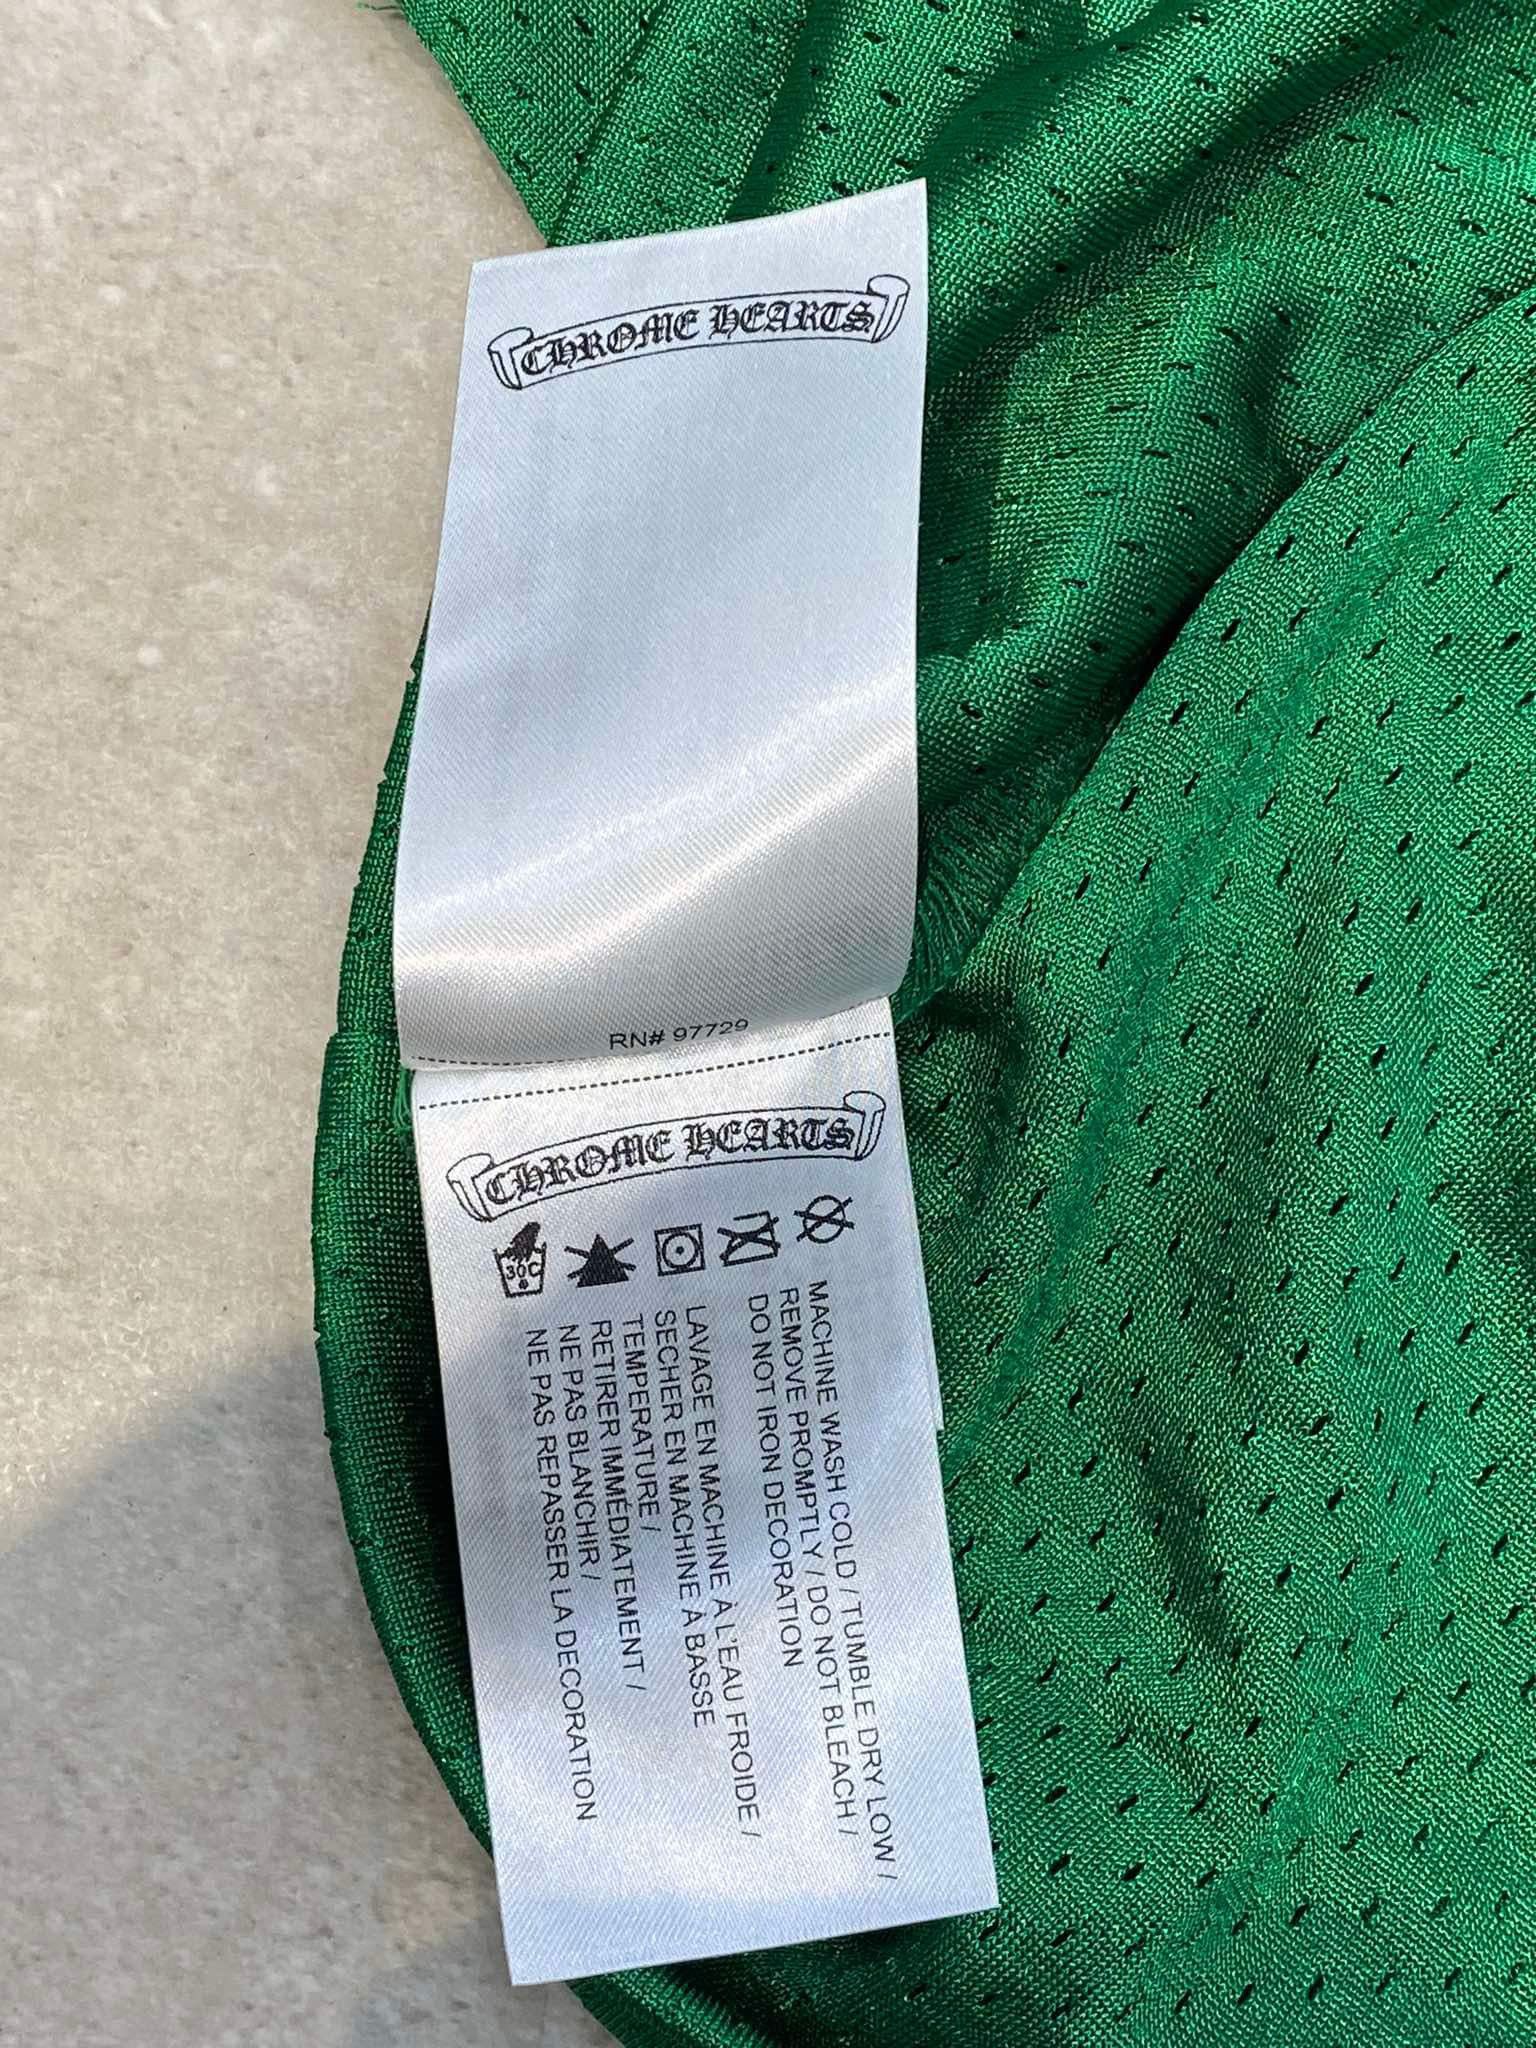 CHROME HEARTS
RN# 97729
CHROME HEARTS
30C
MACHINE WASH COLD / TUMBLE DRY LOW /
REMOVE PROMPTLY / DO NOT BLEACH /
DO NOT IRON DECORATION
LAVAGE EN MACHINE À L'EAU FROIDE /
SECHER EN MACHINE À BASSE
TEMPERATURE /
RETIRER IMMÉDIATEMENT /
NE PAS BLANCHIR /
NE PAS REPASSER LA DECORATION